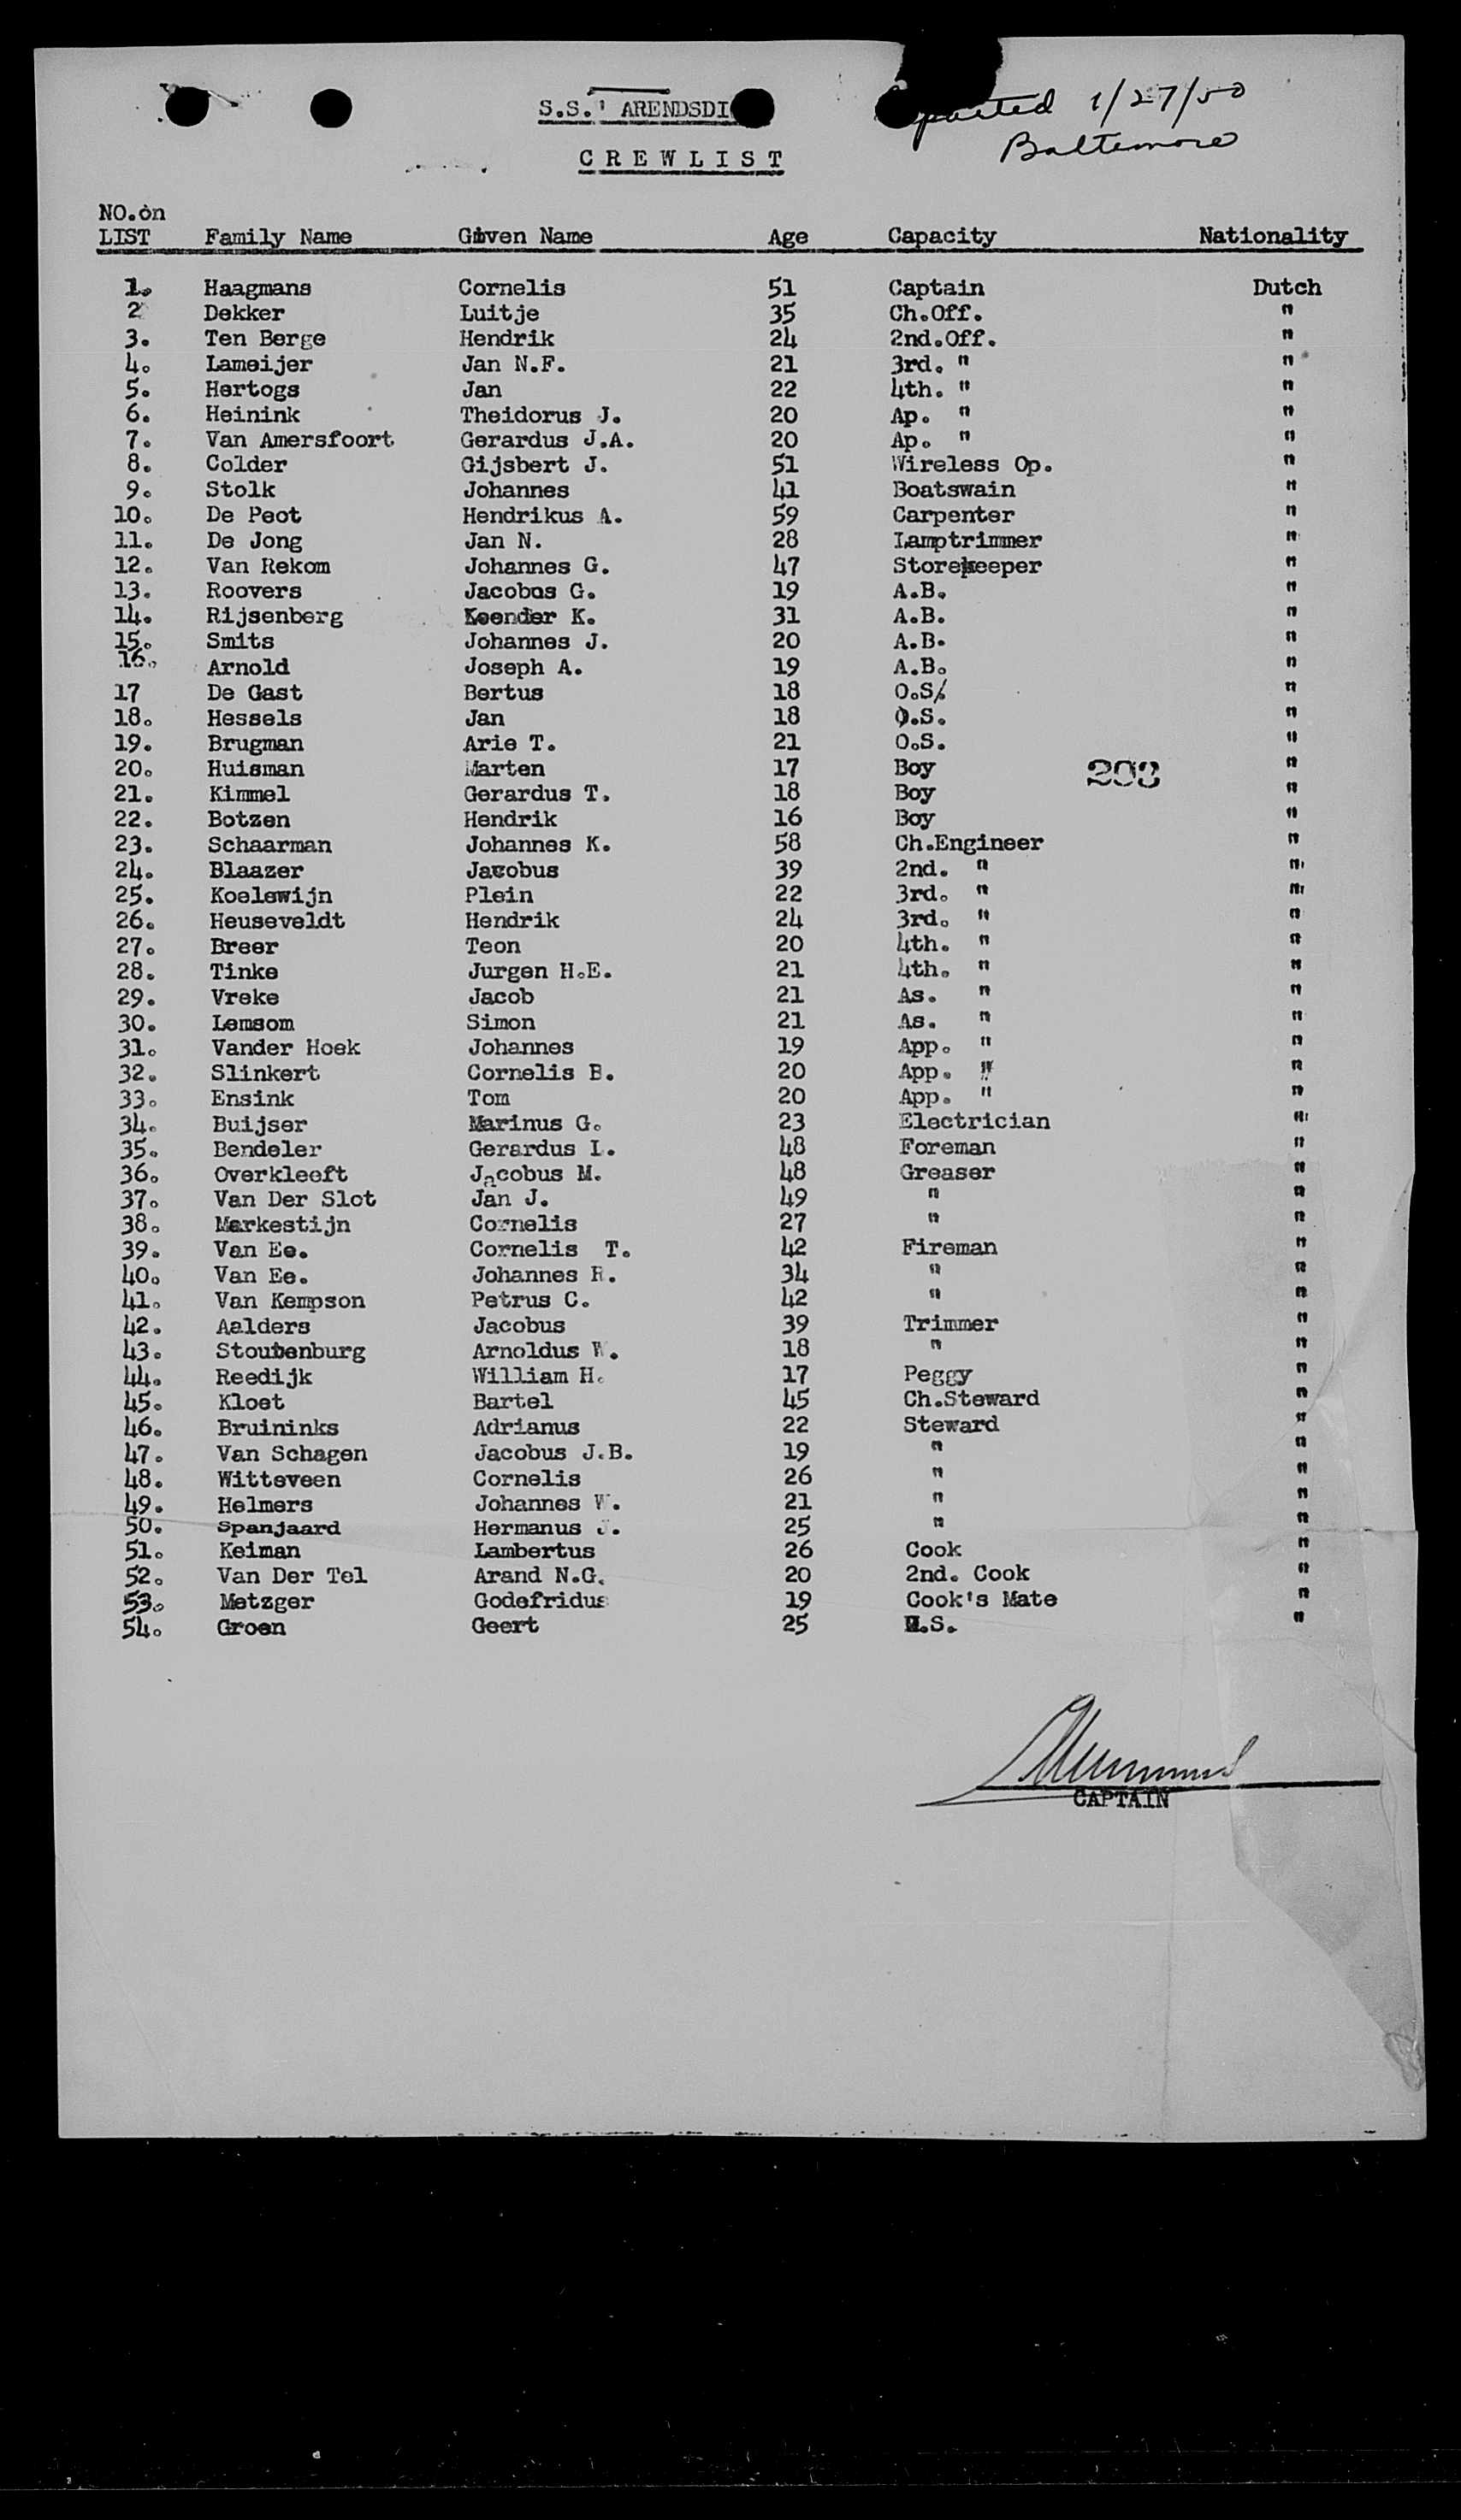 S.S. ARENDSDI
parted 1/27/50
Baltimore
CREWLIST
NO.on
LIST Family Name Given Name Age Capacity Nationality
1. Haagmans Cornelis 51 Captain Dutch
2 Dekker Luitje 35 Ch.Off. "
3. Ten Berge Hendrik 24 2nd.Off. "
4. Lameijer Jan N.F. 21 3rd. " "
5. Hertogs Jan 22 4th. " "
6. Heinink Theidorus J. 20 Ap. " "
7. Van Amersfoort Gerardus J.A. 20 Ap. " "
8. Colder Gijsbert J. 51 Wireless Op. "
9. Stolk Johannes 41 Boatswain "
10. De Peot Hendrikus A. 59 Carpenter "
11. De Jong Jan N. 28 Lamptrimmer "
12. Van Rekom Johannes G. 47 Storekeeper "
13. Roovers Jacobus G. 19 A.B. "
14. Rijsenberg Keender K. 31 A.B. "
15. Smits Johannes J. 20 A.B. "
16. Arnold Joseph A. 19 A.B. "
17 De Gast Bertus 18 O.S. "
18. Hessels Jan 18 O.S. "
19. Brugman Arie T. 21 O.S. "
20. Huisman Marten 17 Boy "
21. Kimmel Gerardus T. 18 Boy "
22. Botzen Hendrik 16 Boy "
23. Schaarman Johannes K. 58 Ch.Engineer "
24. Blaazer Jacobus 39 2nd. " "
25. Koelewijn Plein 22 3rd. " "
26. Heuseveldt Hendrik 24 3rd. " "
27. Breer Teon 20 4th. " "
28. Tinke Jurgen H.E. 21 4th. " "
29. Vreke Jacob 21 As. " "
30. Lemsom Simon 21 As. " "
31. Vander Hoek Johannes 19 App. " "
32. Slinkert Cornelis B. 20 App. " "
33. Ensink Tom 20 App. " "
34. Buijser Marinus G. 23 Electrician "
35. Bendeler Gerardus L. 48 Foreman "
36. Overkleeft Jacobus M. 48 Greaser "
37. Van Der Slot Jan J. 49 " "
38. Markestijn Cornelis 27 " "
39. Van Ee. Cornelis T. 42 Fireman "
40. Van Ee. Johannes R. 34 " "
41. Van Kempson Petrus C. 42 " "
42. Aalders Jacobus 39 Trimmer "
43. Stoutenburg Arnoldus W. 18 " "
44. Reedijk William H. 17 Peggy "
45. Kloet Bartel 45 Ch.Steward "
46. Bruininks Adrianus 22 Steward "
47. Van Schagen Jacobus J.B. 19 " "
48. Witteveen Cornelis 26 " "
49. Helmers Johannes W. 21 " "
50. Spanjaard Hermanus J. 25 " "
51. Keiman Lambertus 26 Cook "
52. Van Der Tel Arand N.G. 20 2nd. Cook "
53. Metzger Godefridus 19 Cook's Mate "
54. Groen Geert 25 M.S. "
CAPTAIN